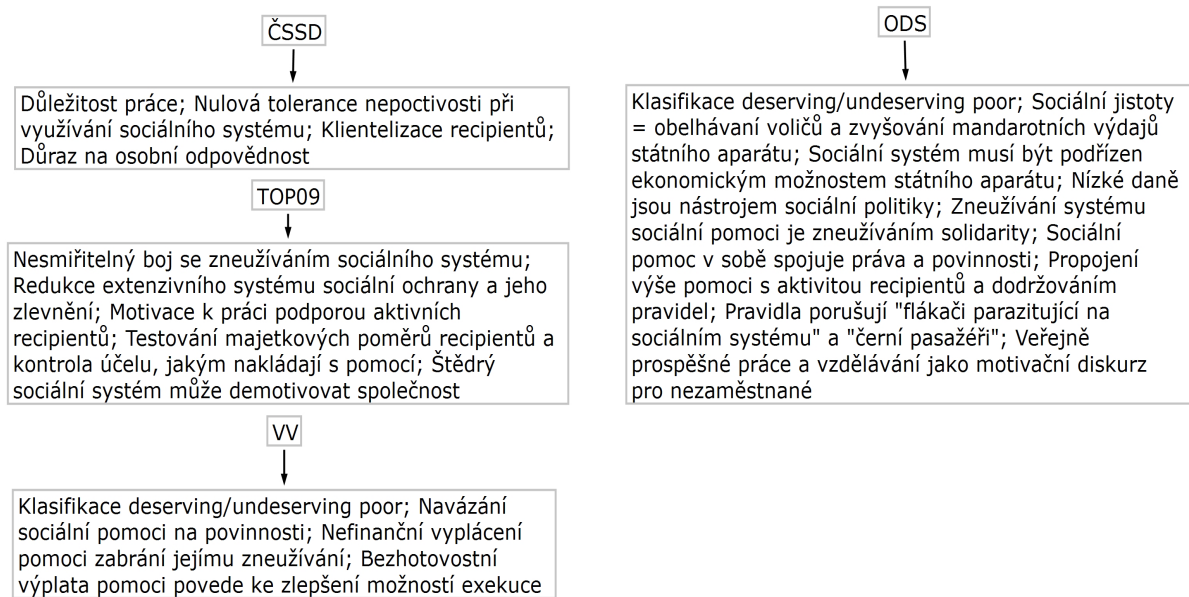 ČSSD
Důležitost práce; Nulová tolerance nepoctivosti při
využívání sociálního systému; Klientelizace recipientů;
Důraz na osobní odpovědnost
TOP09
Nesmiřitelný boj se zneužíváním sociálního systému;
Redukce extenzivního systému sociální ochrany a jeho
zlevnění; Motivace k práci podporou aktivních
recipientů; Testování majetkových poměrů recipientů a
kontrola účelu, jakým nakládají s pomocí; Štědrý
sociální systém může demotivovat společnost
VV
Klasifikace deserving/undeserving poor; Navázání
sociální pomoci na povinnosti; Nefinanční vyplácení
pomoci zabrání jejímu zneužívání; Bezhotovostní
výplata pomoci povede ke zlepšení možností exekuce
ODS
Klasifikace deserving/undeserving poor; Sociální jistoty
= obelhávaní voličů a zvyšování mandarotních výdajů
státního aparátu; Sociální systém musí být podřízen
ekonomickým možnostem státního aparátu; Nízké daně
jsou nástrojem sociální politiky; Zneužívání systému
sociální pomoci je zneužíváním solidarity; Sociální
pomoc v sobě spojuje práva a povinnosti; Propojení
výše pomoci s aktivitou recipientů a dodržováním
pravidel; Pravidla porušují "flákači parazitující na
sociálním systému" a "černí pasažéři"; Veřejně
prospěšné práce a vzdělávání jako motivační diskurz
pro nezaměstnané